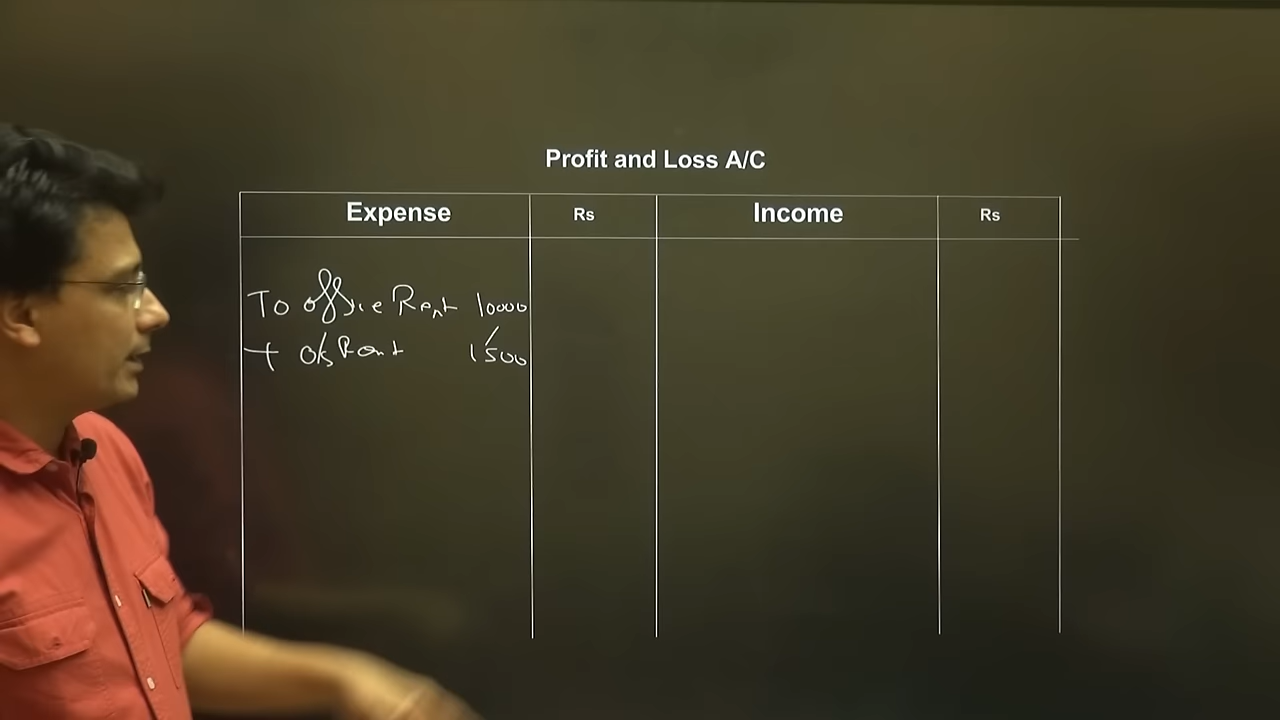 Profit and Loss A/C
Expense Rs Income Rs
To office Rent 10000
+ o/s Rent 1500